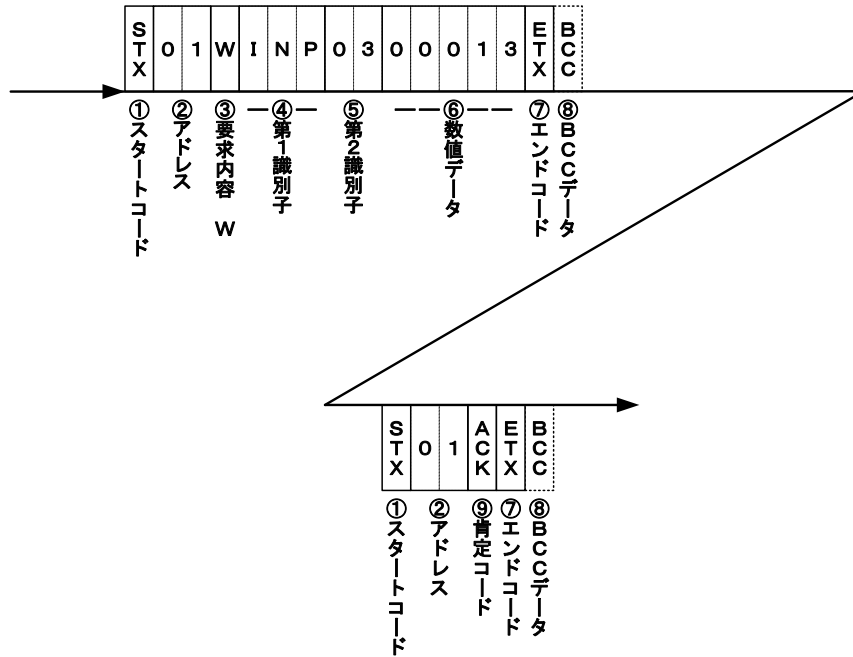 STX 0 1 W I N P 0 3 0 0 0 1 3 ETX BCC
①スタートコード
②アドレス
③要求内容 W
④第1識別子
⑤第2識別子
⑥数値データ
⑦エンドコード
⑧BCCデータ
STX 0 1 ACK ETX BCC
①スタートコード
②アドレス
⑨肯定コード
⑦エンドコード
⑧BCCデータ